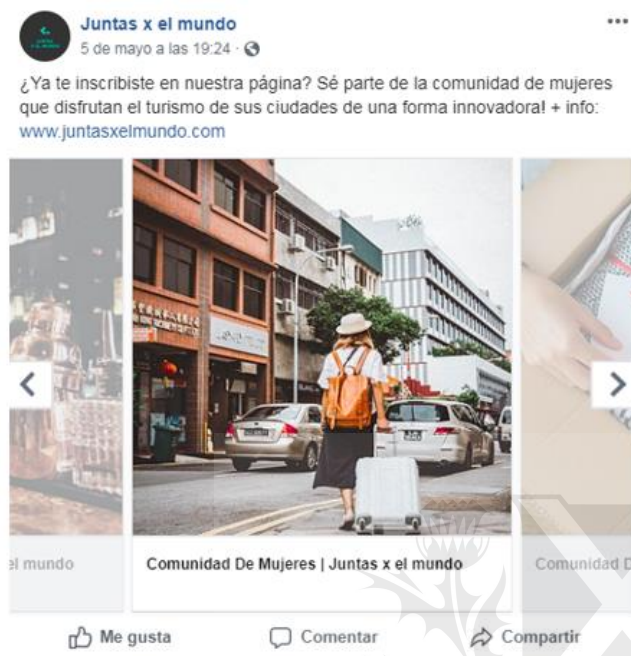 Juntas x el mundo
5 de mayo a las 19:24 ·
¿Ya te inscribiste en nuestra página? Sé parte de la comunidad de mujeres
que disfrutan el turismo de sus ciudades de una forma innovadora! + info:
www.juntasxelmundo.com
el mundo
Comunidad De Mujeres | Juntas x el mundo
Comunidad D
Me gusta
Comentar
Compartir